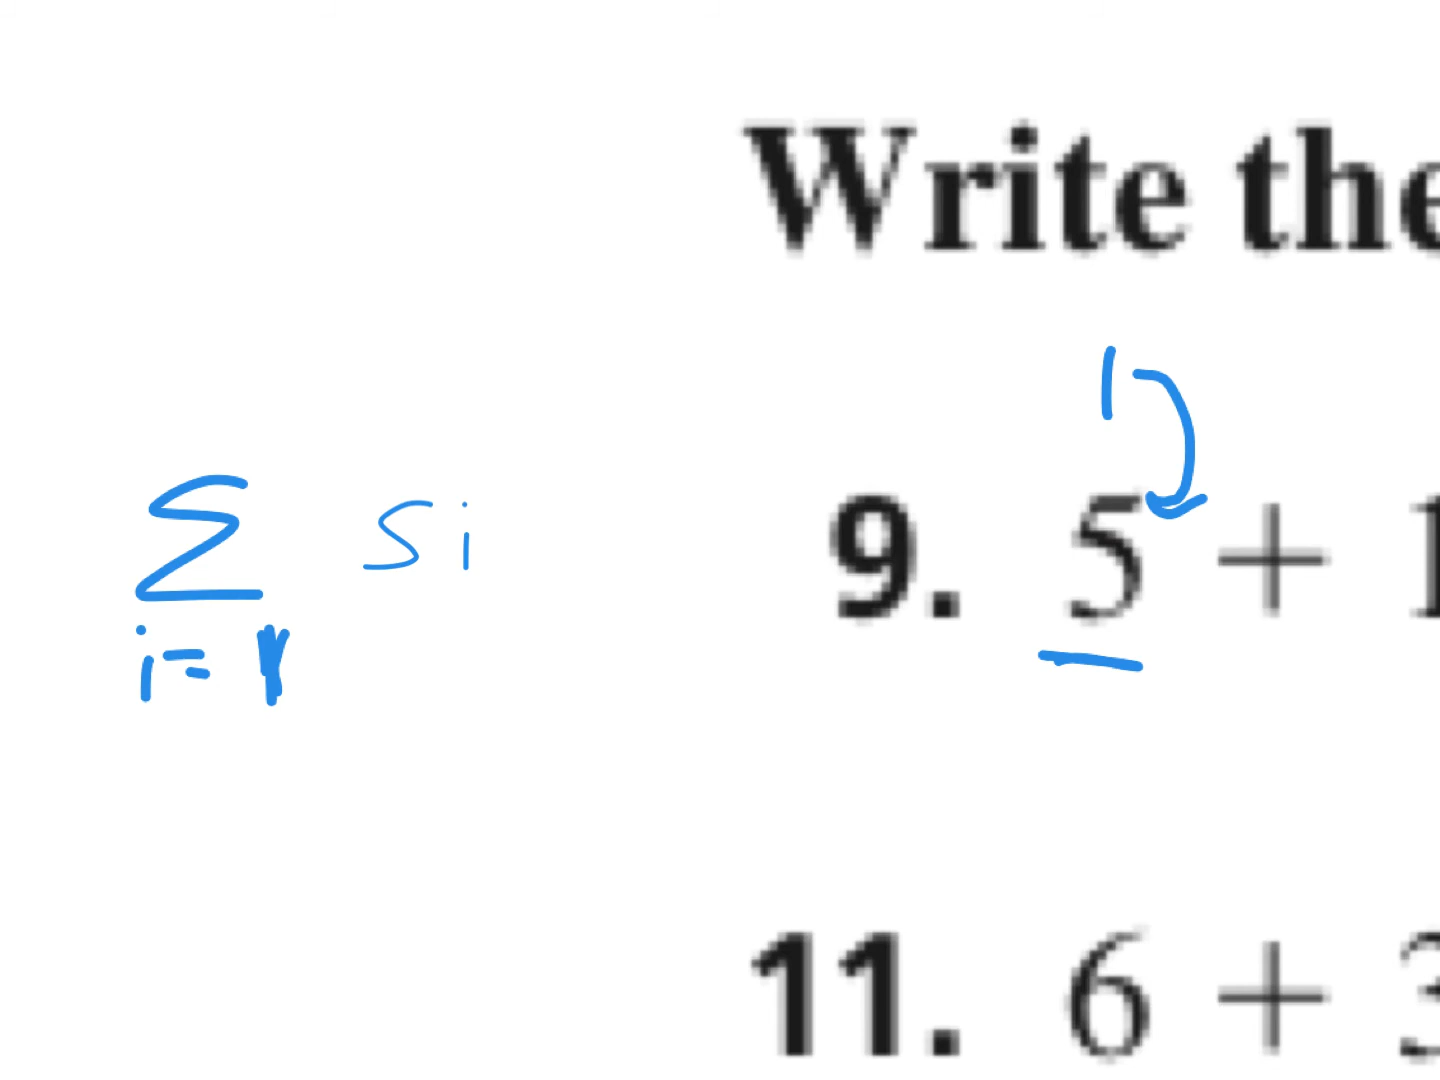 Write the
1
Σ 5i
9. 5 + 1
i = 1
11. 6 + 3